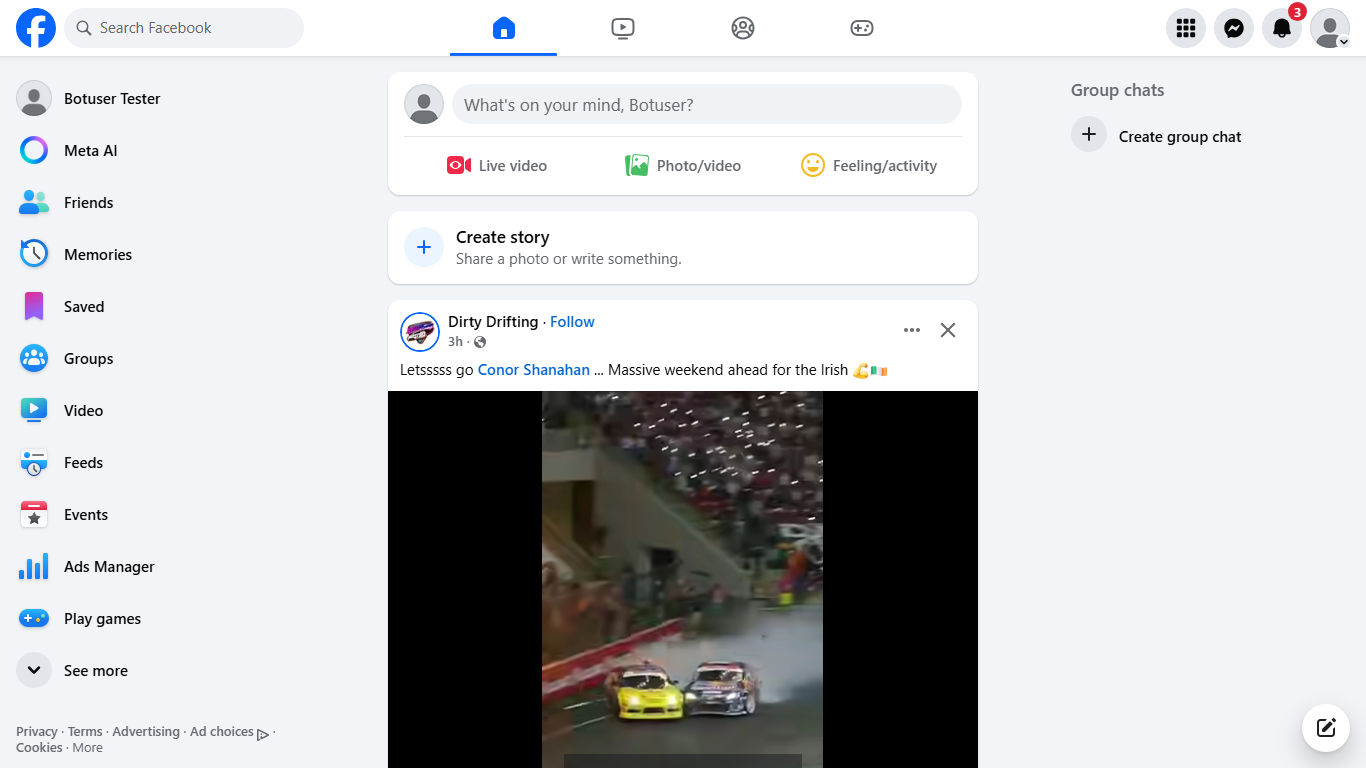 Search Facebook
3
Botuser Tester
Meta AI
Friends
Memories
Saved
Groups
Video
Feeds
Events
Ads Manager
Play games
See more
Privacy · Terms · Advertising · Ad choices ·
Cookies · More
What's on your mind, Botuser?
Live video
Photo/video
Feeling/activity
Create story
Share a photo or write something.
Dirty Drifting · Follow
3h ·
Letsssss go Conor Shanahan ... Massive weekend ahead for the Irish 💪🇮🇪
Group chats
Create group chat